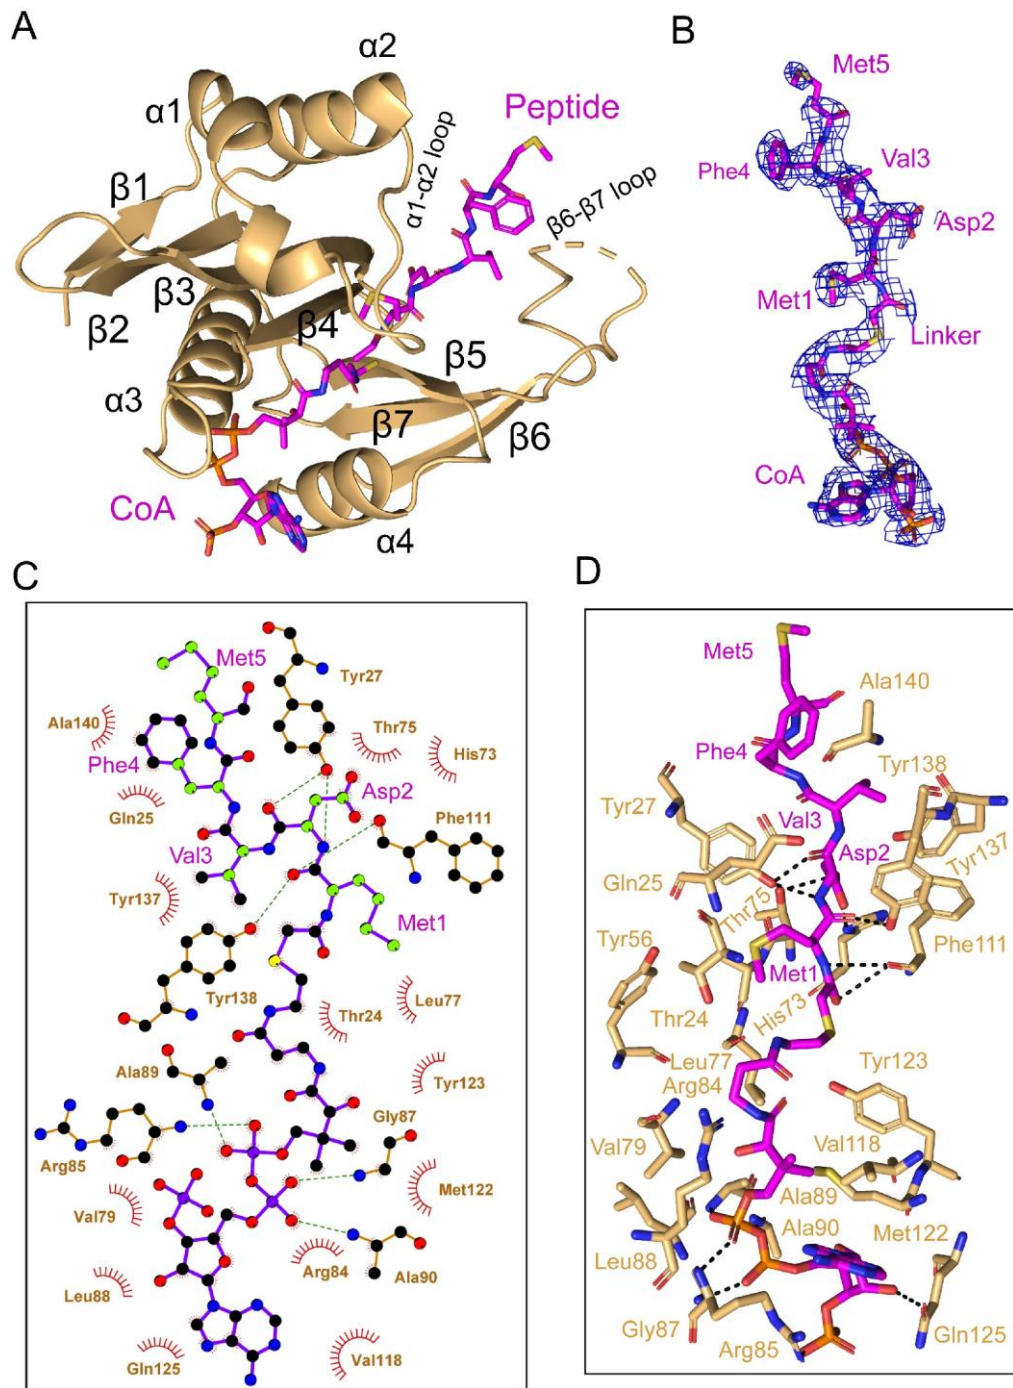 A
α2
α1
Peptide
α1-α2 loop
β6-β7 loop
β1
β3
β2
β4
β5
α3
β7
β6
CoA
α4
B
Met5
Phe4
Val3
Asp2
Met1
Linker
CoA
C
Met5
Tyr27
Ala140
Thr75
His73
Phe4
Asp2
Gln25
Phe111
Val3
Tyr137
Met1
Tyr138
Leu77
Thr24
Ala89
Tyr123
Gly87
Arg85
Met122
Val79
Arg84
Ala90
Leu88
Gln125
Val118
D
Met5
Ala140
Phe4
Tyr138
Tyr27
Val3
Asp2
Tyr137
Gln25
Thr75
Tyr56
Phe111
Met1
Thr24
His73
Leu77
Tyr123
Arg84
Val79
Val118
Ala89
Ala90
Met122
Leu88
Gly87
Arg85
Gln125